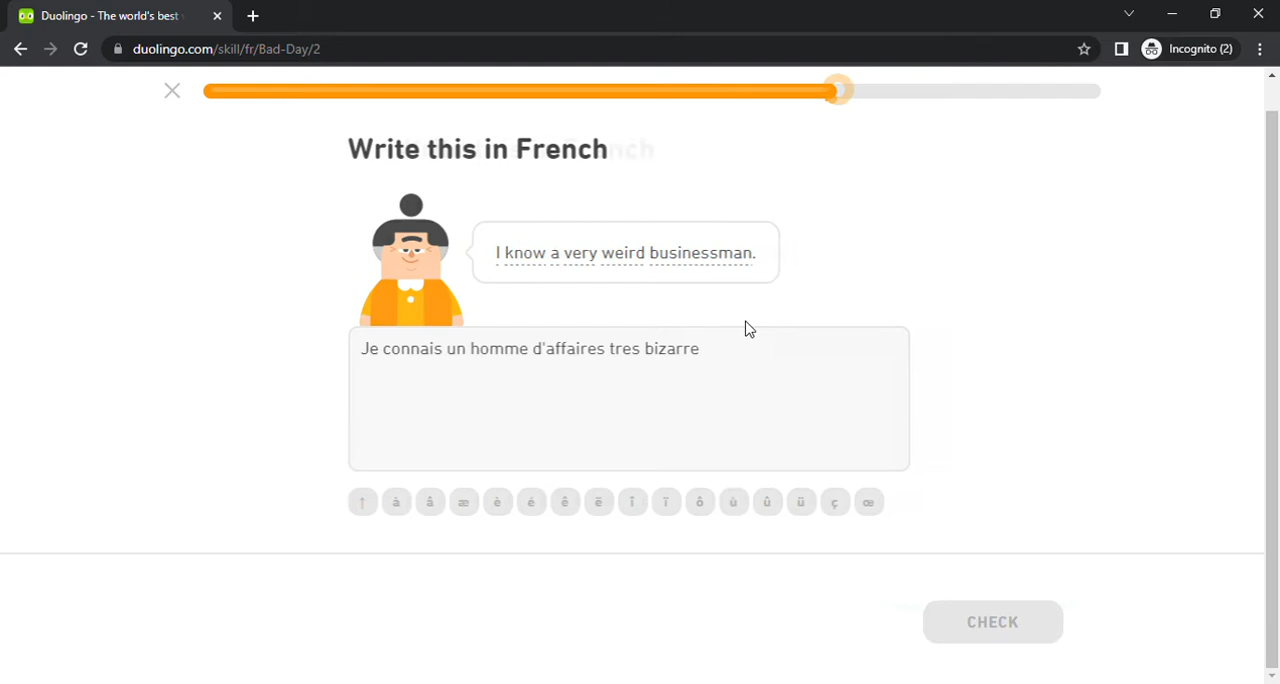 Duolingo - The world's best
duolingo.com/skill/fr/Bad-Day/2
Incognito (2)
Write this in French
I know a very weird businessman.
Je connais un homme d'affaires tres bizarre
↑ à â æ è é ê ë î ï ô ù û ü ç œ
CHECK